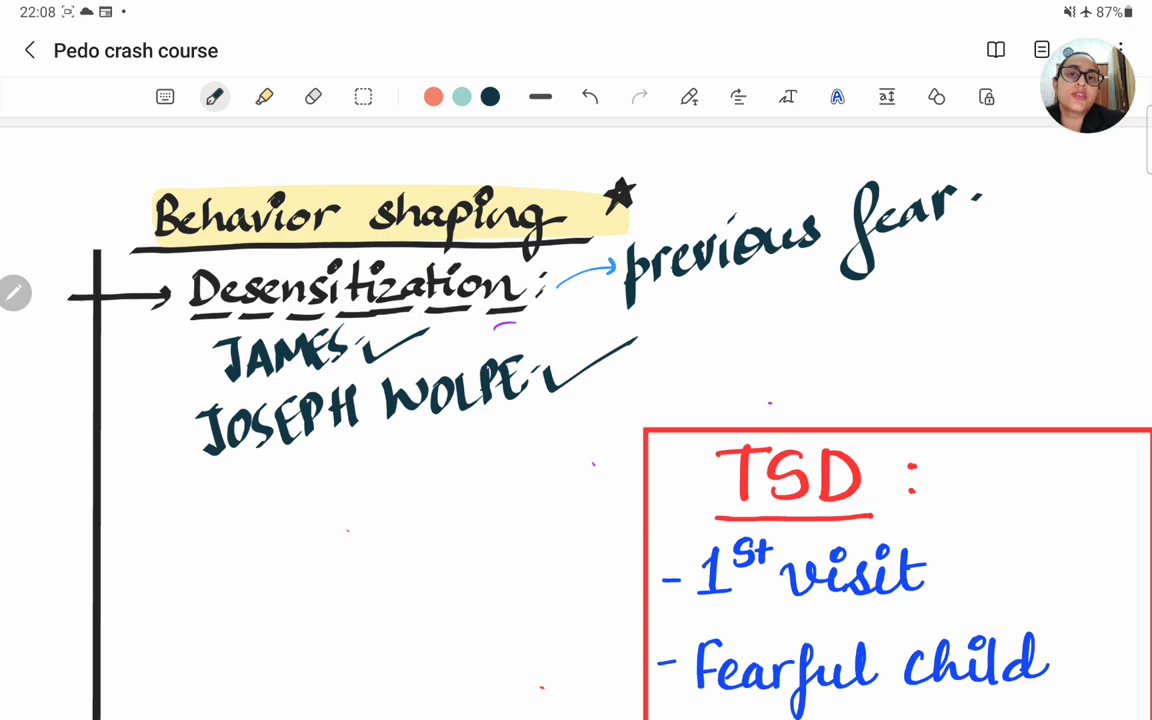 22:08 87%
Pedo crash course
Behavior shaping
Desensitization : previous fear.
JAMES
JOSEPH WOLPE
TSD :
- 1st visit
- Fearful child